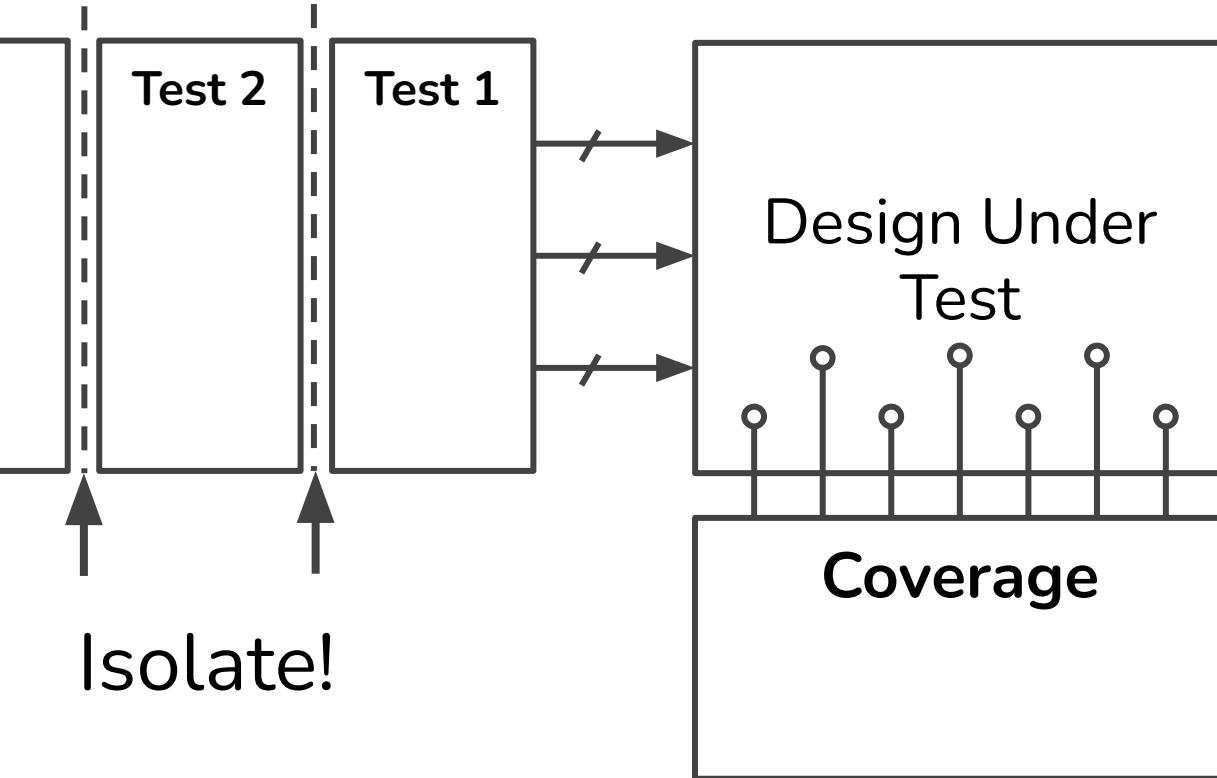 Test 2
Test 1
Design Under
Test
Coverage
Isolate!